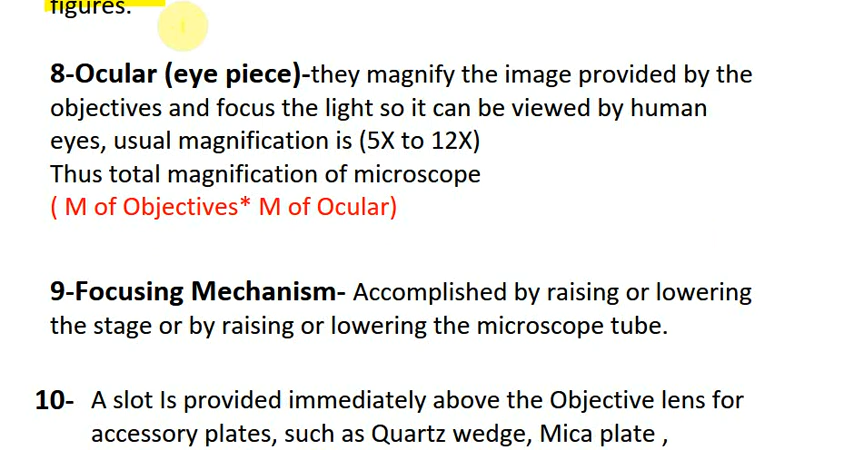 figures.
8-Ocular (eye piece)-they magnify the image provided by the
objectives and focus the light so it can be viewed by human
eyes, usual magnification is (5X to 12X)
Thus total magnification of microscope
( M of Objectives* M of Ocular)
9-Focusing Mechanism- Accomplished by raising or lowering
the stage or by raising or lowering the microscope tube.
10- A slot Is provided immediately above the Objective lens for
accessory plates, such as Quartz wedge, Mica plate ,